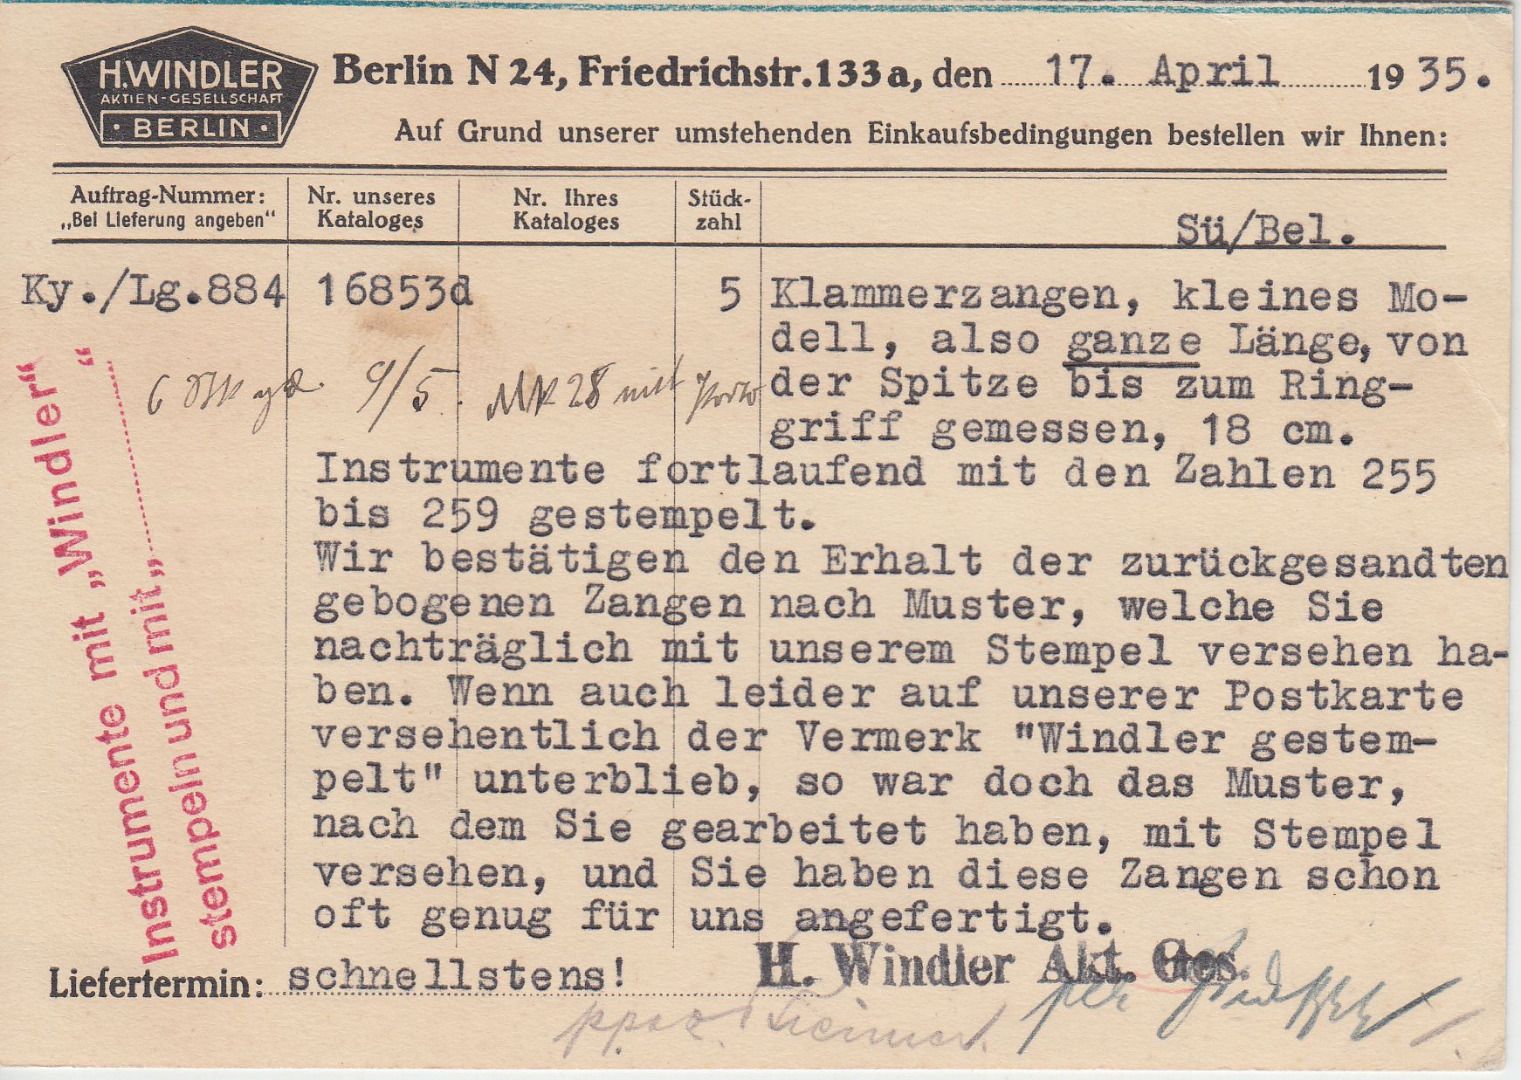 H.WINDLER
AKTIEN-GESELLSCHAFT
· BERLIN ·
Berlin N 24, Friedrichstr. 133 a, den 17. April 1935.
Auf Grund unserer umstehenden Einkaufsbedingungen bestellen wir Ihnen:
Auftrag-Nummer:
„Bei Lieferung angeben“
Nr. unseres
Kataloges
Nr. Ihres
Kataloges
Stück-
zahl
Sü/Bel.
Ky./Lg.884 16853d 5 Klammerzangen, kleines Mo-
dell, also ganze Länge, von
der Spitze bis zum Ring-
griff gemessen, 18 cm.
6 9/5. 28 mit Porto
Instrumente fortlaufend mit den Zahlen 255
bis 259 gestempelt.
Wir bestätigen den Erhalt der zurückgesandten
gebogenen Zangen nach Muster, welche Sie
nachträglich mit unserem Stempel versehen ha-
ben. Wenn auch leider auf unserer Postkarte
versehentlich der Vermerk "Windler gestem-
pelt" unterblieb, so war doch das Muster,
nach dem Sie gearbeitet haben, mit Stempel
versehen, und Sie haben diese Zangen schon
oft genug für uns angefertigt.
Instrumente mit „Windler“
stempeln und mit „ “
Liefertermin: schnellstens!
H. Windler Akt. Ges.
ppa